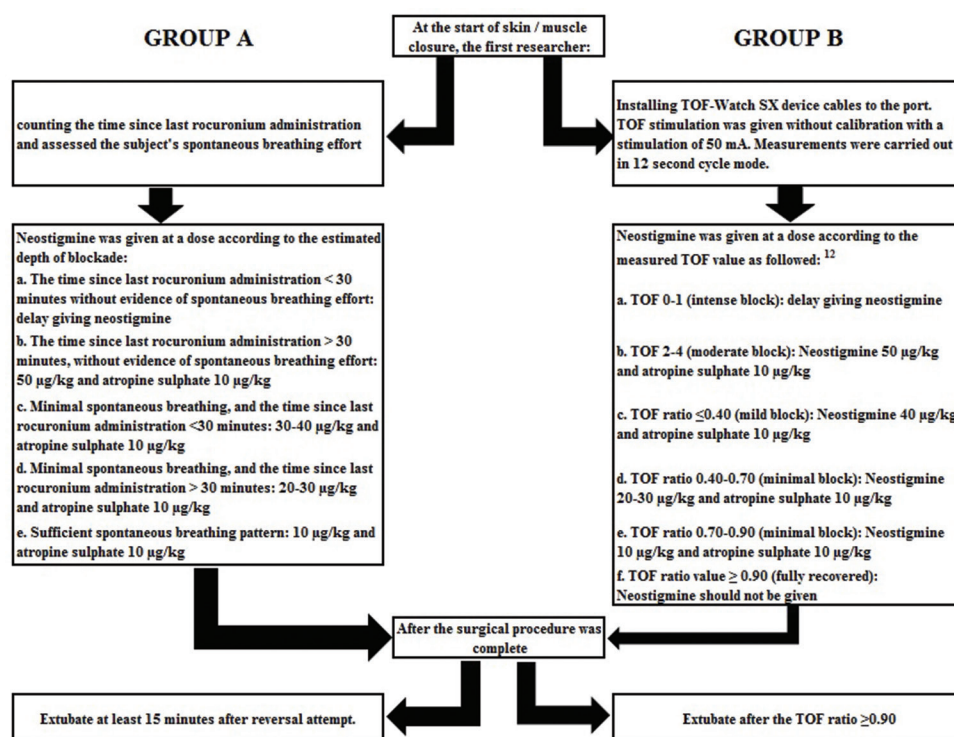 GROUP A
At the start of skin / muscle
closure, the first researcher:
GROUP B
counting the time since last rocuronium administration
and assessed the subject's spontaneous breathing effort
Installing TOF-Watch SX device cables to the port.
TOF stimulation was given without calibration with a
stimulation of 50 mA. Measurements were carried out
in 12 second cycle mode.
Neostigmine was given at a dose according to the estimated
depth of blockade:
a. The time since last rocuronium administration < 30
minutes without evidence of spontaneous breathing effort:
delay giving neostigmine
b. The time since last rocuronium administration > 30
minutes, without evidence of spontaneous breathing effort:
50 µg/kg and atropine sulphate 10 µg/kg
c. Minimal spontaneous breathing, and the time since last
rocuronium administration <30 minutes: 30-40 µg/kg and
atropine sulphate 10 µg/kg
d. Minimal spontaneous breathing, and the time since last
rocuronium administration > 30 minutes: 20-30 µg/kg
and atropine sulphate 10 µg/kg
e. Sufficient spontaneous breathing pattern: 10 µg/kg and
atropine sulphate 10 µg/kg
Neostigmine was given at a dose according to the
measured TOF value as followed: 12
a. TOF 0-1 (intense block): delay giving neostigmine
b. TOF 2-4 (moderate block): Neostigmine 50 µg/kg
and atropine sulphate 10 µg/kg
c. TOF ratio ≤0.40 (mild block): Neostigmine 40 µg/kg
and atropine sulphate 10 µg/kg
d. TOF ratio 0.40-0.70 (minimal block): Neostigmine
20-30 µg/kg and atropine sulphate 10 µg/kg
e. TOF ratio 0.70-0.90 (minimal block): Neostigmine
10 µg/kg and atropine sulphate 10 µg/kg
f. TOF ratio value ≥ 0.90 (fully recovered):
Neostigmine should not be given
After the surgical procedure was
complete
Extubate at least 15 minutes after reversal attempt.
Extubate after the TOF ratio ≥0.90